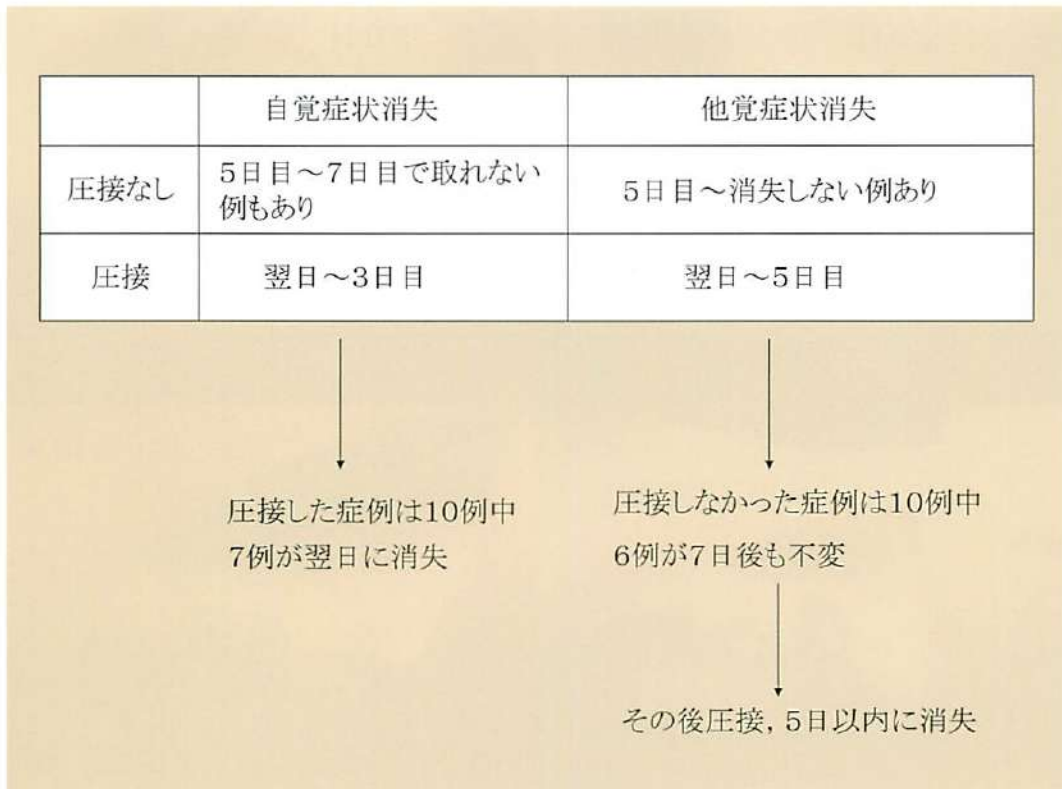 自覚症状消失
他覚症状消失
圧接なし
5日目～7日目で取れない
例もあり
5日目～消失しない例あり
圧接
翌日～3日目
翌日～5日目
圧接した症例は10例中
7例が翌日に消失
圧接しなかった症例は10例中
6例が7日後も不変
その後圧接，5日以内に消失